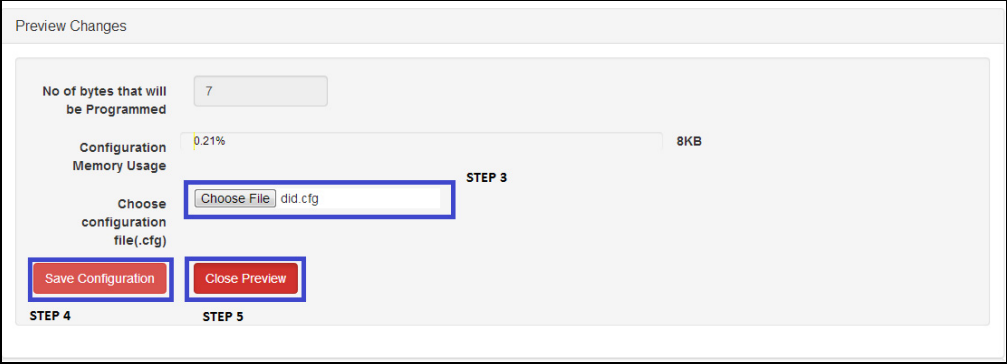 Preview Changes
No of bytes that will
be Programmed
7
Configuration
Memory Usage
0.21%
8KB
STEP 3
Choose
configuration
file(.cfg)
Choose File did.cfg
Save Configuration
Close Preview
STEP 4
STEP 5